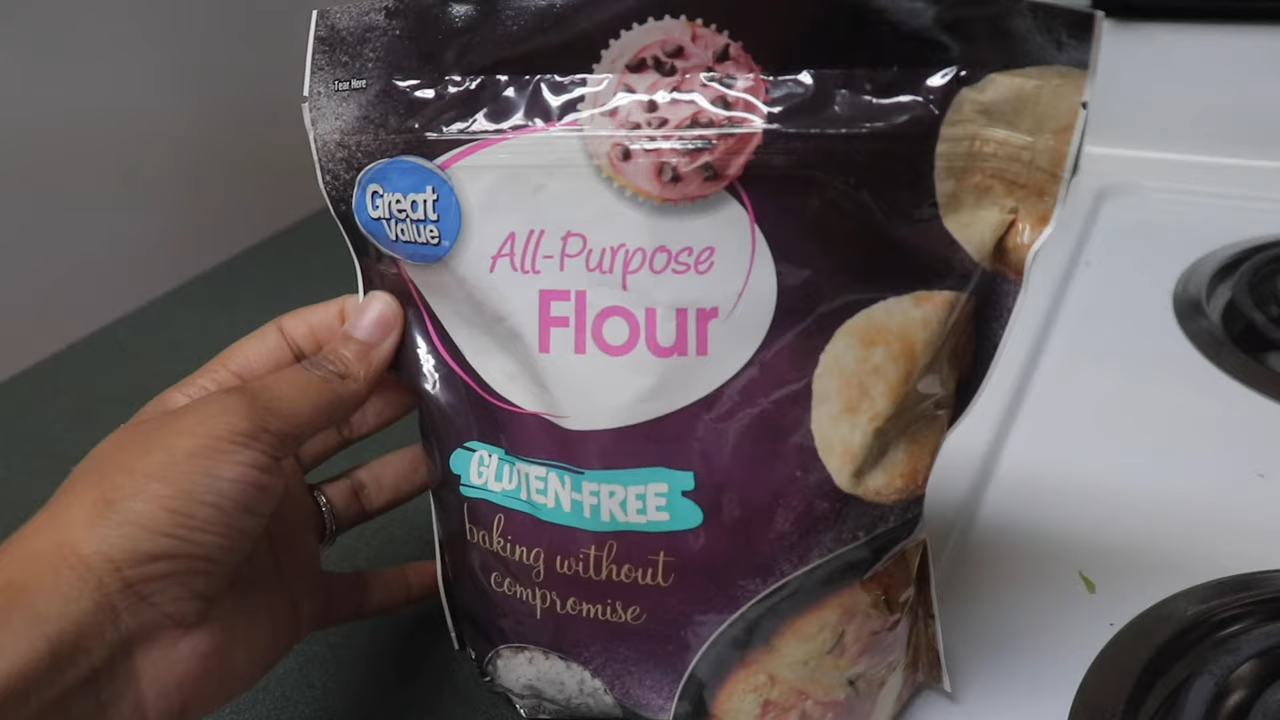 Tear Here
Great
Value
All-Purpose
Flour
GLUTEN-FREE
baking without
compromise